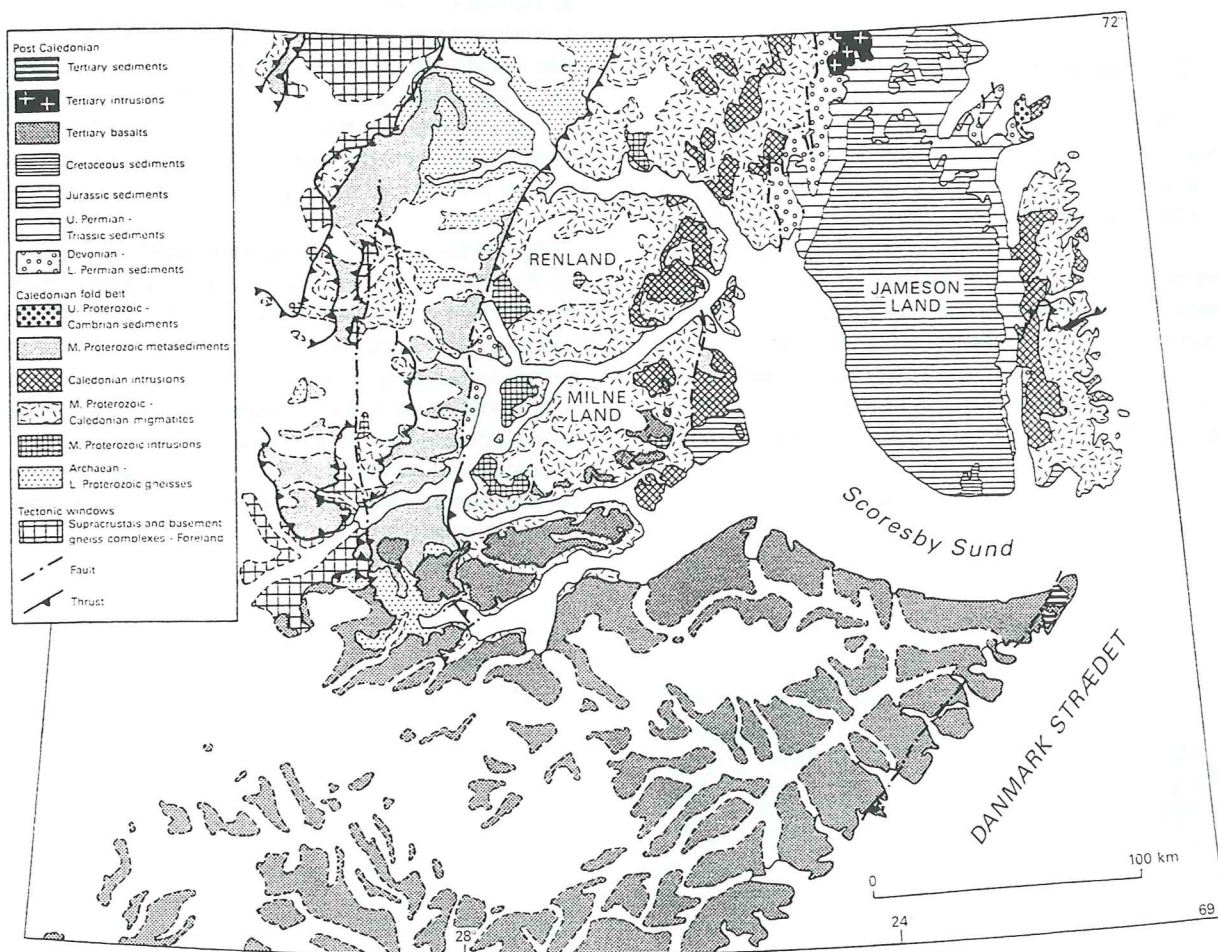 Post Caledonian
Tertiary sediments
Tertiary intrusions
Tertiary basalts
Cretaceous sediments
Jurassic sediments
U. Permian -
Triassic sediments
Devonian -
L. Permian sediments
Caledonian fold belt
U. Proterozoic -
Cambrian sediments
M. Proterozoic metasediments
Caledonian intrusions
M. Proterozoic -
Caledonian migmatites
M. Proterozoic intrusions
Archaean -
L. Proterozoic gneisses
Tectonic windows
Supracrustals and basement
gneiss complexes - Foreland
Fault
Thrust
72°
RENLAND
JAMESON
LAND
MILNE
LAND
Scoresby Sund
DANMARK STRÆDET
0
100 km
28°
24
69